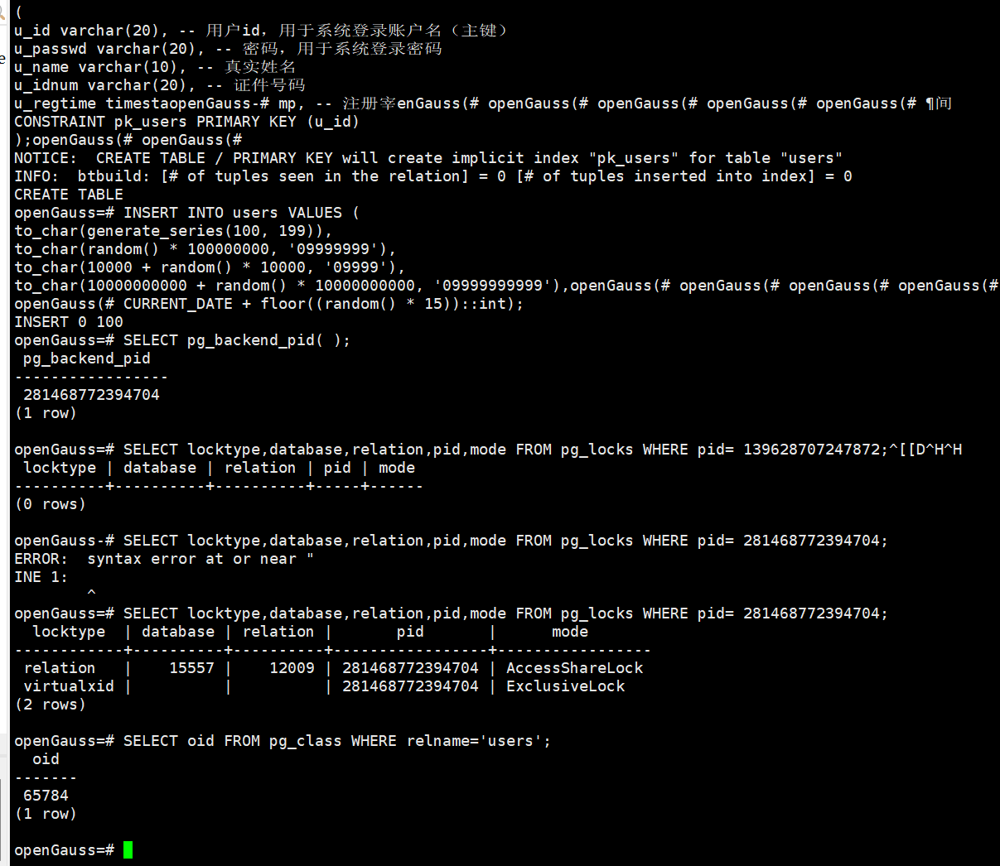 (
u_id varchar(20), -- 用户id，用于系统登录账户名（主键）
u_passwd varchar(20), -- 密码，用于系统登录密码
u_name varchar(10), -- 真实姓名
u_idnum varchar(20), -- 证件号码
u_regtime timestaopenGauss-# mp, -- 注册宰enGauss(# openGauss(# openGauss(# openGauss(# openGauss(# ¶间
CONSTRAINT pk_users PRIMARY KEY (u_id)
);openGauss(# openGauss(#
NOTICE:  CREATE TABLE / PRIMARY KEY will create implicit index "pk_users" for table "users"
INFO:  btbuild: [# of tuples seen in the relation] = 0 [# of tuples inserted into index] = 0
CREATE TABLE
openGauss=# INSERT INTO users VALUES (
to_char(generate_series(100, 199)),
to_char(random() * 100000000, '09999999'),
to_char(10000 + random() * 10000, '09999'),
to_char(10000000000 + random() * 10000000000, '09999999999'),openGauss(# openGauss(# openGauss(# openGauss(#
openGauss(# CURRENT_DATE + floor((random() * 15))::int);
INSERT 0 100
openGauss=# SELECT pg_backend_pid( );
 pg_backend_pid
-----------------
 281468772394704
(1 row)
openGauss=# SELECT locktype,database,relation,pid,mode FROM pg_locks WHERE pid= 139628707247872;^[[D^H^H
 locktype | database | relation | pid | mode
----------+----------+----------+-----+------
(0 rows)
openGauss-# SELECT locktype,database,relation,pid,mode FROM pg_locks WHERE pid= 281468772394704;
ERROR:  syntax error at or near "
INE 1:
        ^
openGauss=# SELECT locktype,database,relation,pid,mode FROM pg_locks WHERE pid= 281468772394704;
  locktype  | database | relation |       pid       |      mode
------------+----------+----------+-----------------+-----------------
 relation   |    15557 |    12009 | 281468772394704 | AccessShareLock
 virtualxid |          |          | 281468772394704 | ExclusiveLock
(2 rows)
openGauss=# SELECT oid FROM pg_class WHERE relname='users';
  oid
-------
 65784
(1 row)
openGauss=#